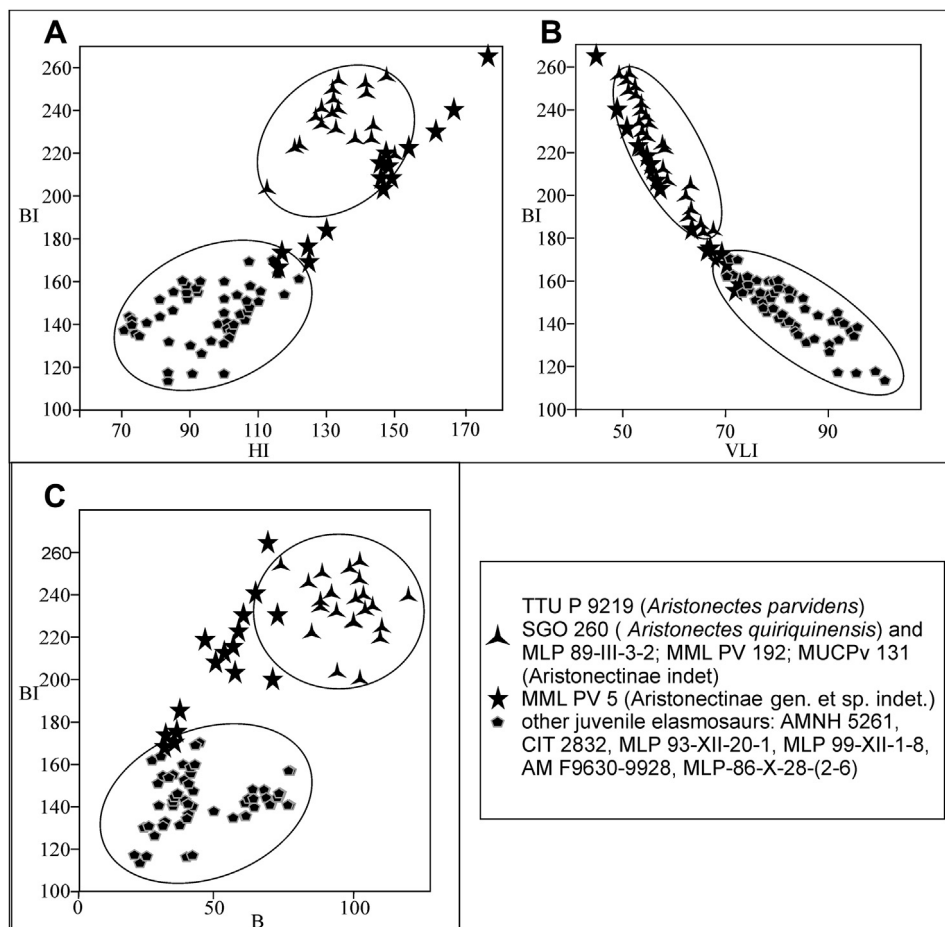 A
260
240
220
BI
200
180
160
140
120
100
70 90 110 130 150 170
HI
B
260
240
220
BI
200
180
160
140
120
100
50 70 90
VLI
C
260
240
220
BI
200
180
160
140
120
100
0 50 100
B
TTU P 9219 (Aristonectes parvidens)
SGO 260 ( Aristonectes quiriquinensis) and
MLP 89-III-3-2; MML PV 192; MUCPv 131
(Aristonectinae indet)
MML PV 5 (Aristonectinae gen. et sp. indet.)
other juvenile elasmosaurs: AMNH 5261,
CIT 2832, MLP 93-XII-20-1, MLP 99-XII-1-8,
AM F9630-9928, MLP-86-X-28-(2-6)